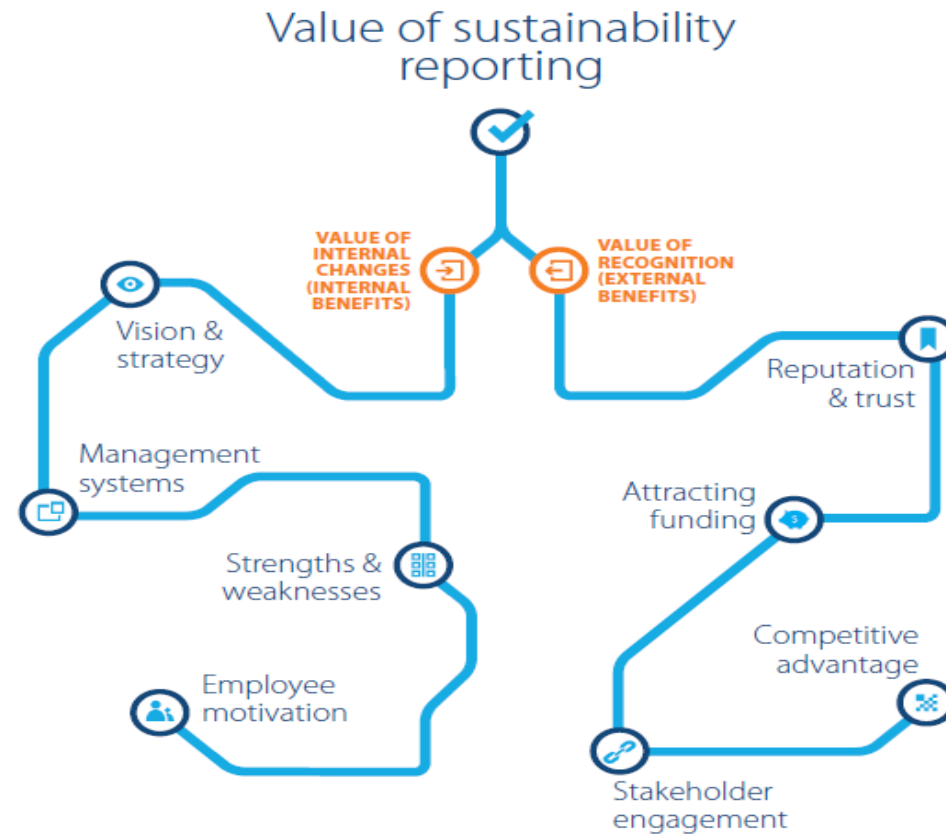 Value of sustainability
reporting
VALUE OF
INTERNAL
CHANGES
(INTERNAL
BENEFITS)
VALUE OF
RECOGNITION
(EXTERNAL
BENEFITS)
Vision &
strategy
Management
systems
Strengths &
weaknesses
Employee
motivation
Reputation
& trust
Attracting
funding
S
Competitive
advantage
Stakeholder
engagement